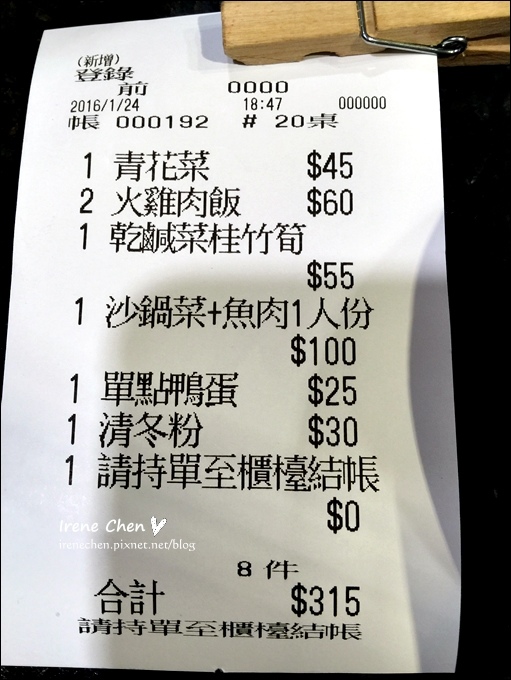 (新增)
登錄
前 0000
2016/1/24 18:47 000000
帳 000192 # 20桌
1 青花菜 $45
2 火雞肉飯 $60
1 乾鹹菜桂竹筍
$55
1 沙鍋菜+魚肉1人份
$100
1 單點鴨蛋 $25
1 清冬粉 $30
1 請持單至櫃檯結帳
$0
Irene Chen
irenechen.pixnet.net/blog
8 件
合計 $315
請持單至櫃檯結帳